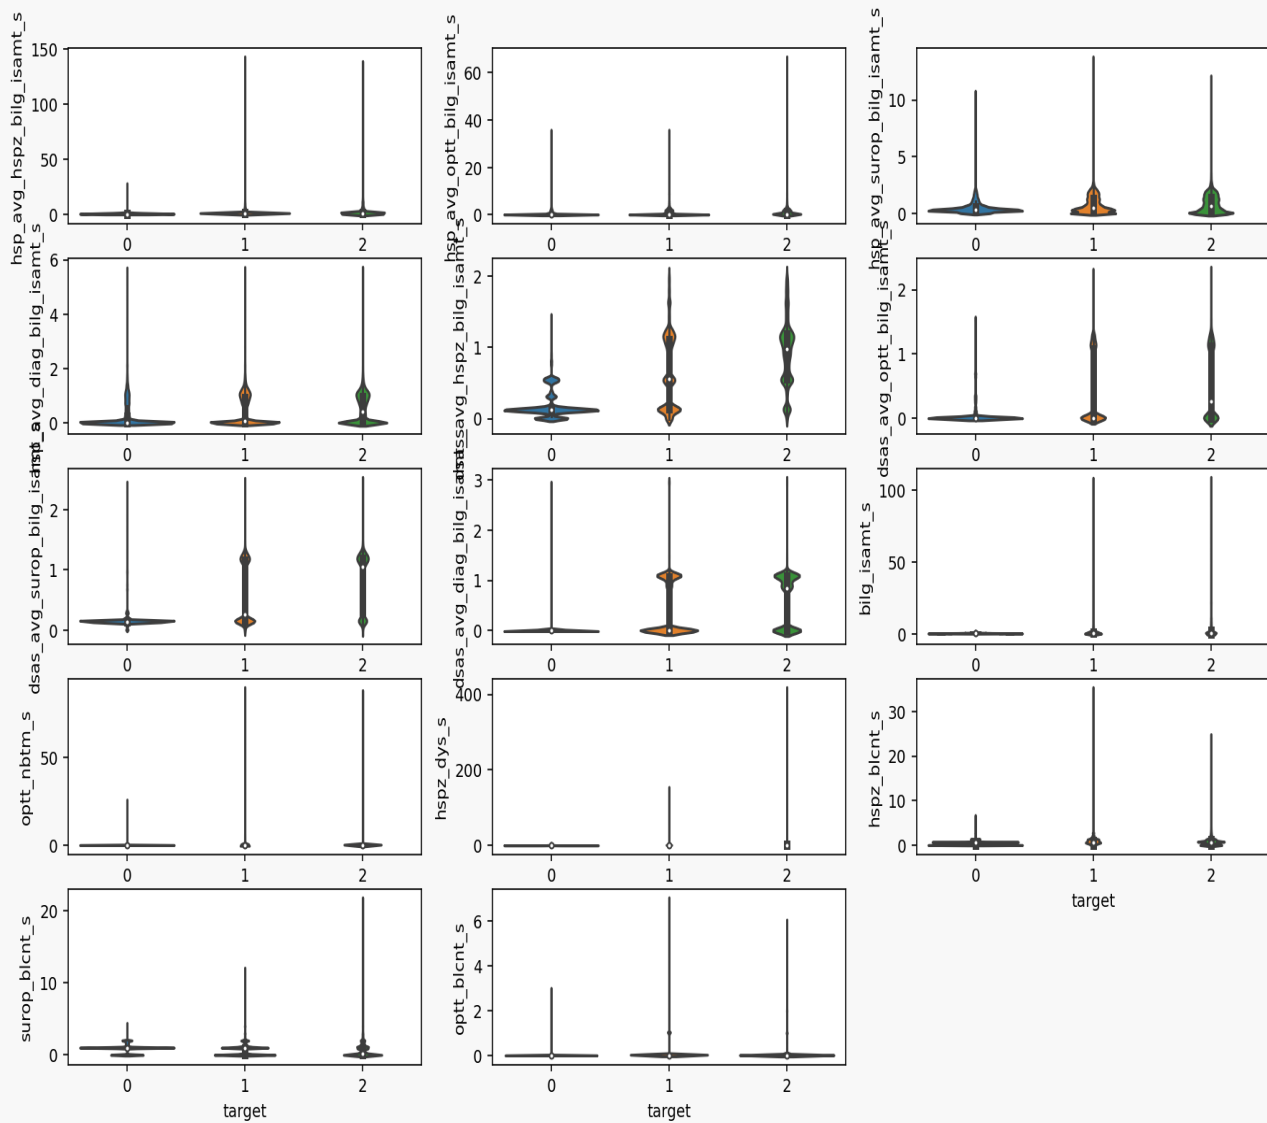 hsp_avg_hspz_bilg_isamt_s
150
100
50
0
0 1 2
hsp_avg_optt_bilg_isamt_s
60
40
20
0
0 1 2
hsp_avg_surop_bilg_isamt_s
10
5
0
0 1 2
hsp_avg_diag_bilg_isamt_s
6
4
2
0
0 1 2
dsas_avg_hspz_bilg_isamt_s
2
1
0
0 1 2
dsas_avg_optt_bilg_isamt_s
2
1
0
0 1 2
dsas_avg_surop_bilg_isamt_s
2
1
0
0 1 2
dsas_avg_diag_bilg_isamt_s
3
2
1
0
0 1 2
bilg_isamt_s
100
50
0
0 1 2
optt_nbtm_s
50
0
0 1 2
hspz_dys_s
400
200
0
0 1 2
hspz_blcnt_s
30
20
10
0
0 1 2
target
surop_blcnt_s
20
10
0
0 1 2
target
optt_blcnt_s
6
4
2
0
0 1 2
target